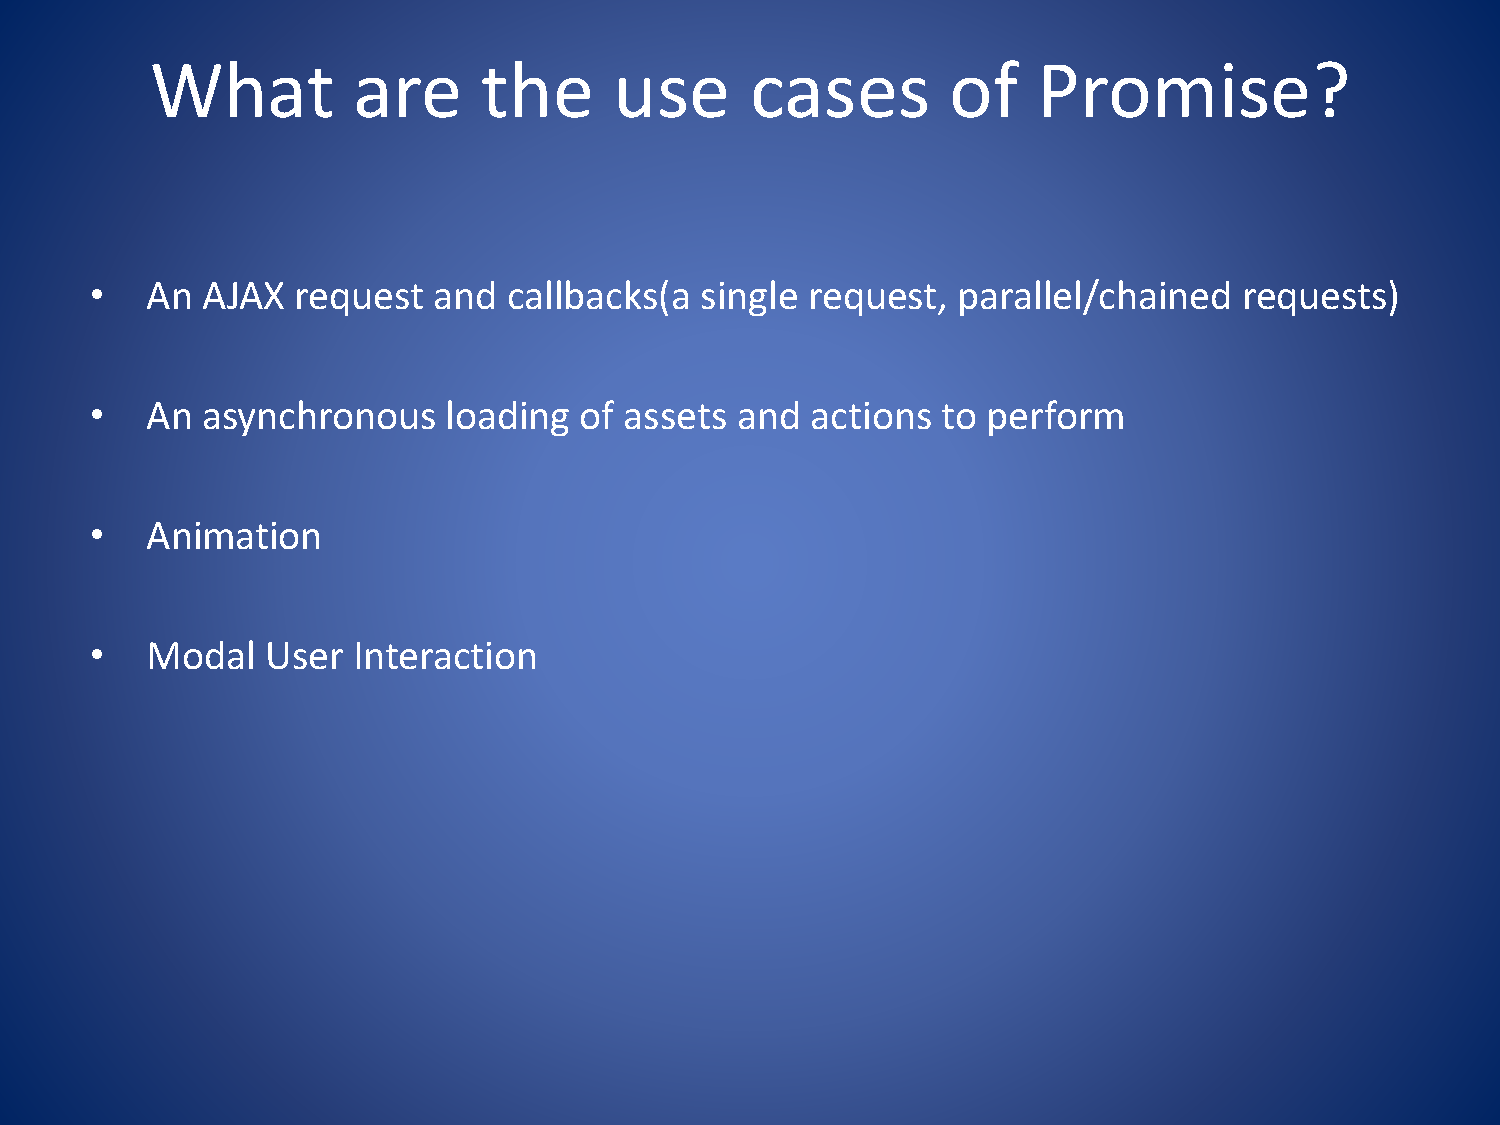 What are the use cases of Promise?
• An AJAX request and callbacks(a single request, parallel/chained requests)
• An asynchronous loading of assets and actions to perform
• Animation
• Modal User Interaction